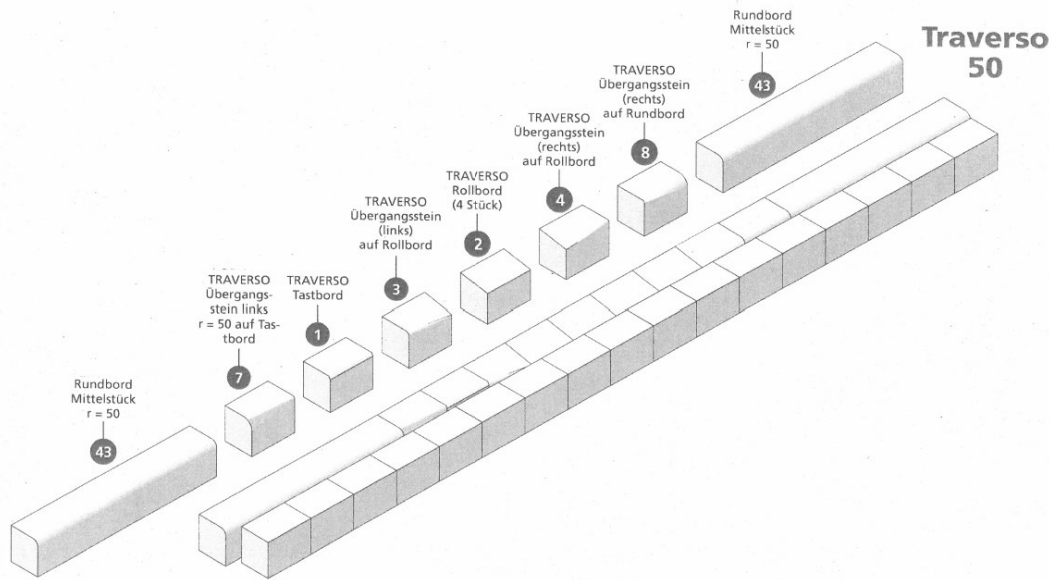 Traverso
50
Rundbord
Mittelstück
r = 50
43
TRAVERSO
Übergangsstein
(rechts)
auf Rundbord
8
TRAVERSO
Übergangsstein
(rechts)
auf Rollbord
4
TRAVERSO
Rollbord
(4 Stück)
2
TRAVERSO
Übergangsstein
(links)
auf Rollbord
3
TRAVERSO
Tastbord
1
TRAVERSO
Übergangs-
stein links
r = 50 auf Tas-
tbord
7
Rundbord
Mittelstück
r = 50
43